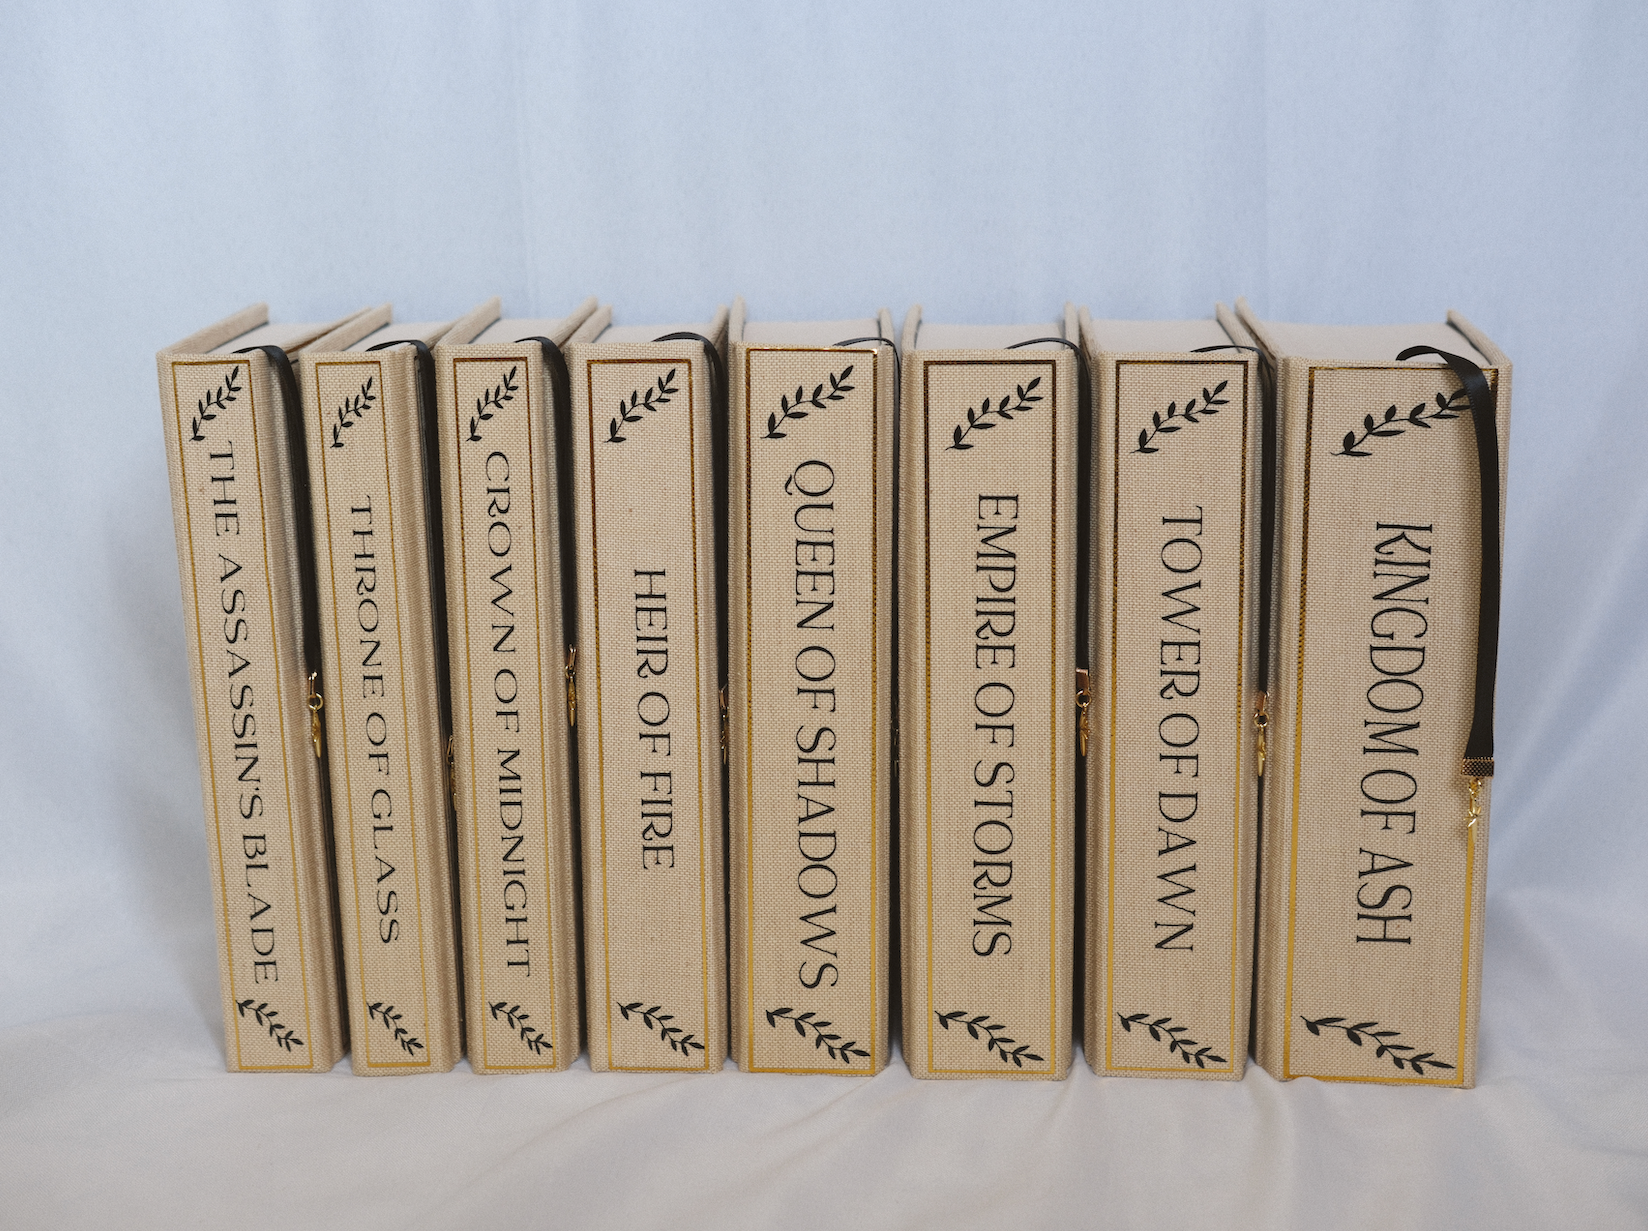 THE ASSASSIN'S BLADE
THRONE OF GLASS
CROWN OF MIDNIGHT
HEIR OF FIRE
QUEEN OF SHADOWS
EMPIRE OF STORMS
TOWER OF DAWN
KINGDOM OF ASH